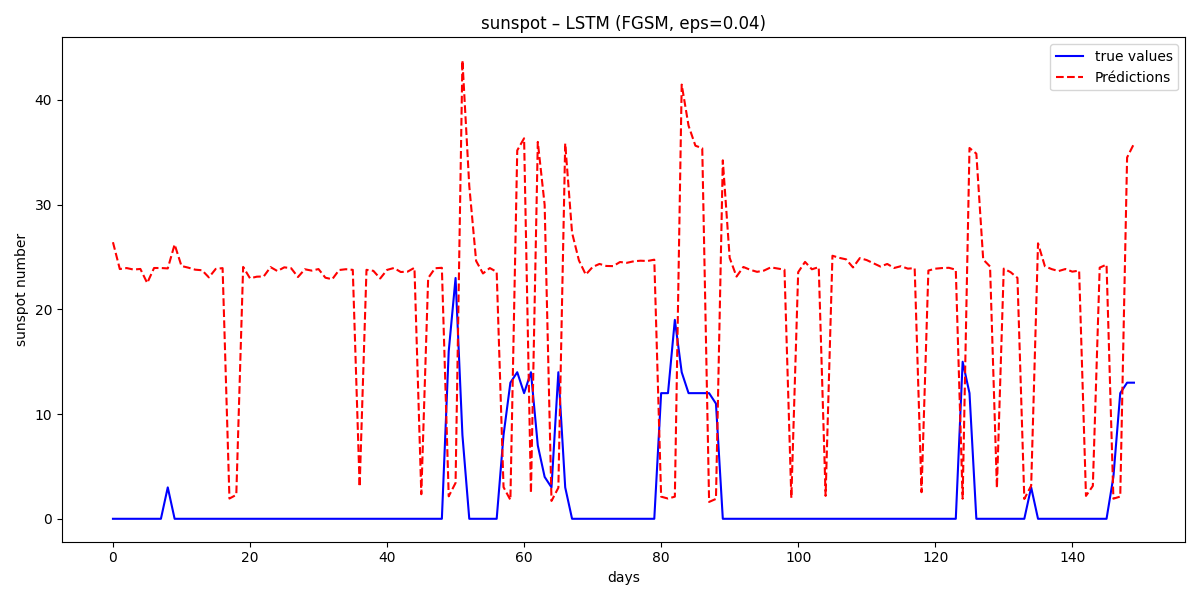 sunspot – LSTM (FGSM, eps=0.04)
true values
Prédictions
sunspot number
40
30
20
10
0
0 20 40 60 80 100 120 140
days